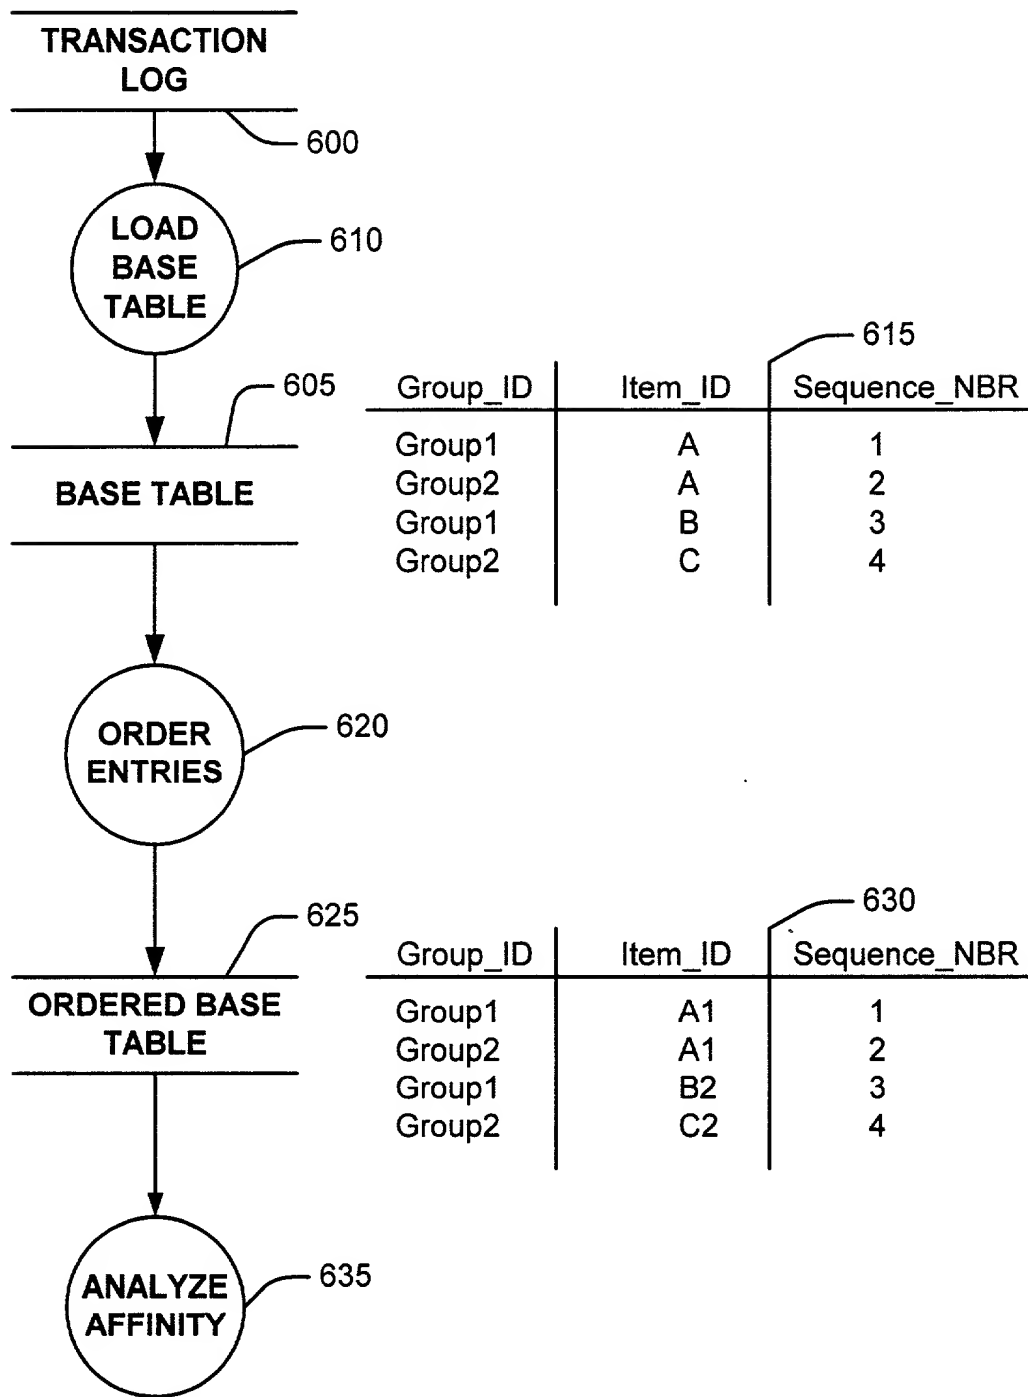 TRANSACTION
LOG
600
LOAD
BASE
TABLE
610
605
BASE TABLE
615
Group_ID Item_ID Sequence_NBR
Group1 A 1
Group2 A 2
Group1 B 3
Group2 C 4
ORDER
ENTRIES
620
625
ORDERED BASE
TABLE
630
Group_ID Item_ID Sequence_NBR
Group1 A1 1
Group2 A1 2
Group1 B2 3
Group2 C2 4
ANALYZE
AFFINITY
635